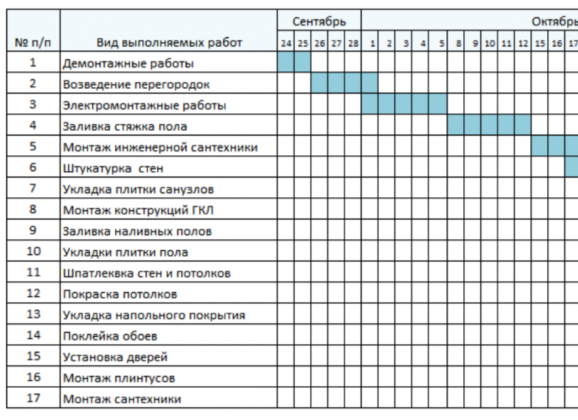 Сентябрь Октябрь
№ п/п Вид выполняемых работ 24 25 26 27 28 1 2 3 4 5 8 9 10 11 12 15 16 17
1 Демонтажные работы
2 Возведение перегородок
3 Электромонтажные работы
4 Заливка стяжка пола
5 Монтаж инженерной сантехники
6 Штукатурка стен
7 Укладка плитки санузлов
8 Монтаж конструкций ГКЛ
9 Заливка наливных полов
10 Укладки плитки пола
11 Шпатлеквка стен и потолков
12 Покраска потолков
13 Укладка напольного покрытия
14 Поклейка обоев
15 Установка дверей
16 Монтаж плинтусов
17 Монтаж сантехники